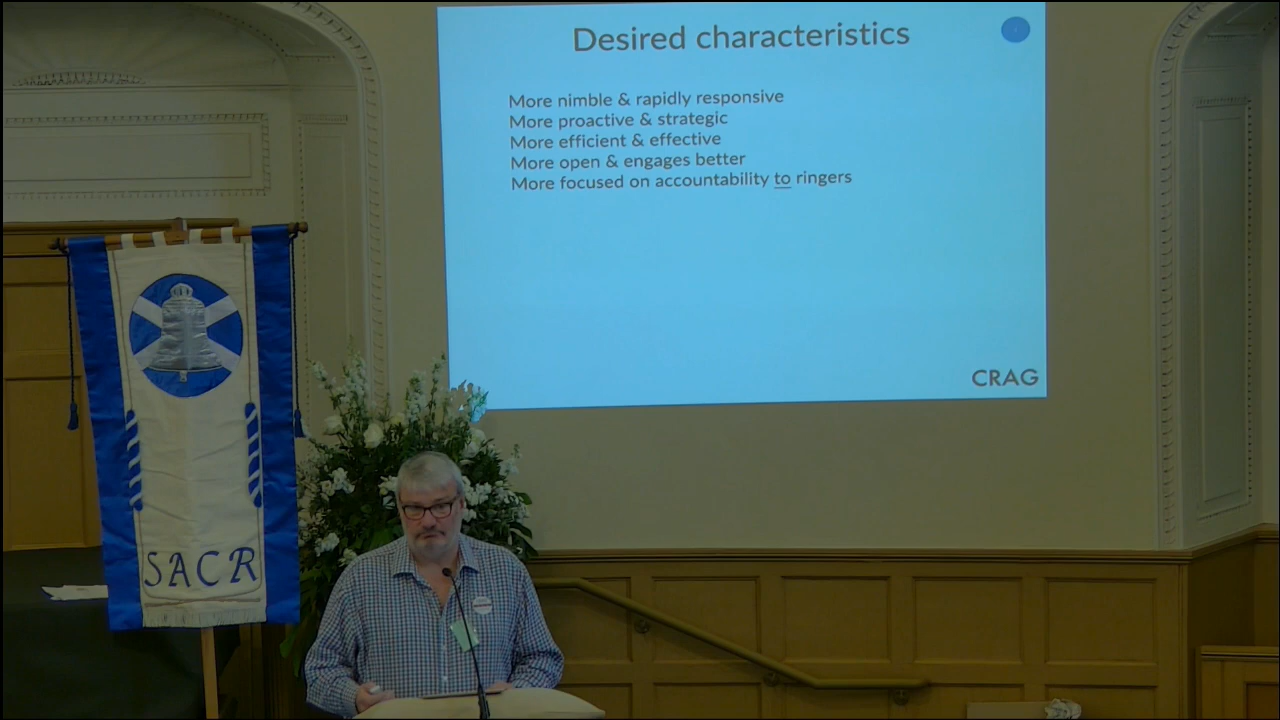 Desired characteristics
More nimble & rapidly responsive
More proactive & strategic
More efficient & effective
More open & engages better
More focused on accountability to ringers
CRAG
SACR